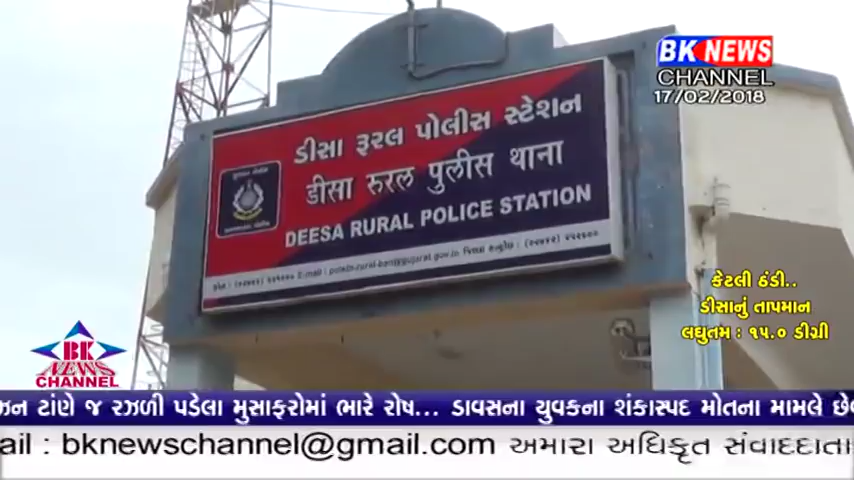 BK NEWS
CHANNEL
17/02/2018
ડીસા રૂરલ પોલીસ સ્ટેશન
डीसा रुरल पुलीस थाना
DEESA RURAL POLICE STATION
કેટલી ઠંડી..
ડીસાનું તાપમાન
લઘુતમ : ૧૫.૦ ડીગ્રી
BK
NEWS
CHANNEL
ટાંણે જ રઝળી પડેલા મુસાફરોમાં ભારે રોષ... ડાવસના યુવકના શંકાસ્પદ મોતના મામલે
ail : bknewschannel@gmail.com અમારા અધિકૃત સંવાદદાતા